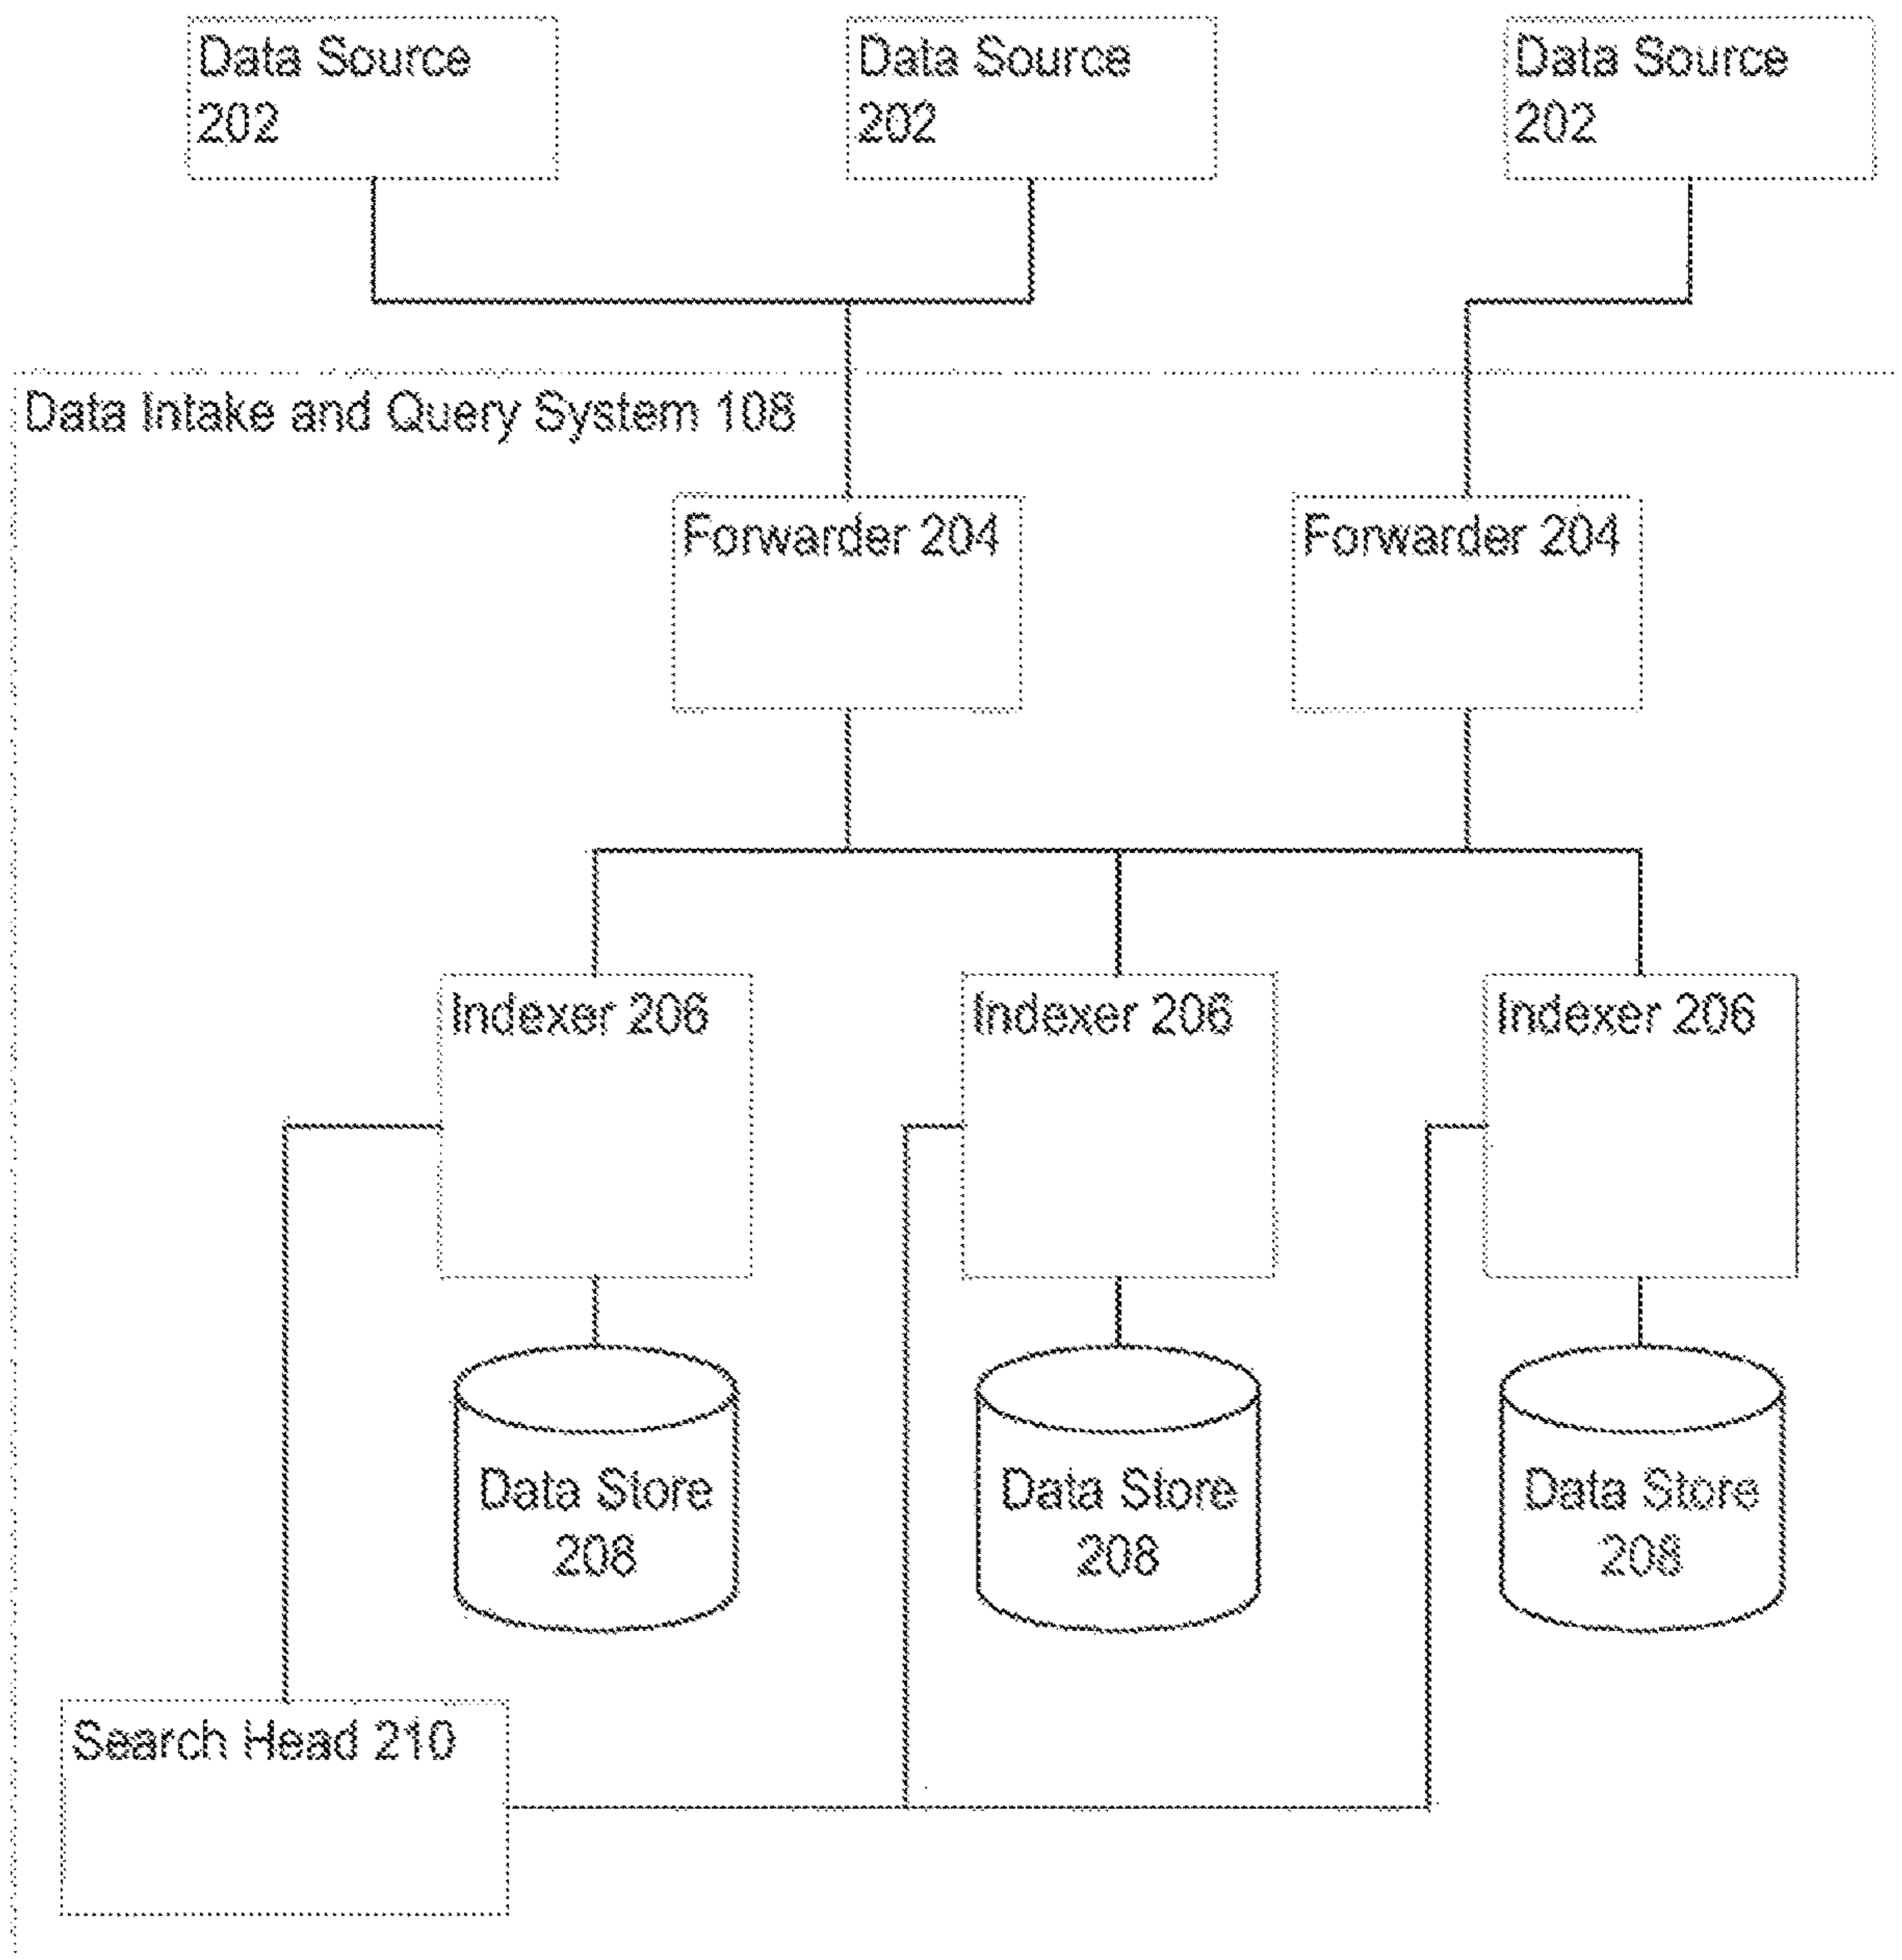 Data Source
202
Data Source
202
Data Source
202
Data Intake and Query System 108
Forwarder 204
Forwarder 204
Indexer 206
Indexer 206
Indexer 206
Data Store
208
Data Store
208
Data Store
208
Search Head 210